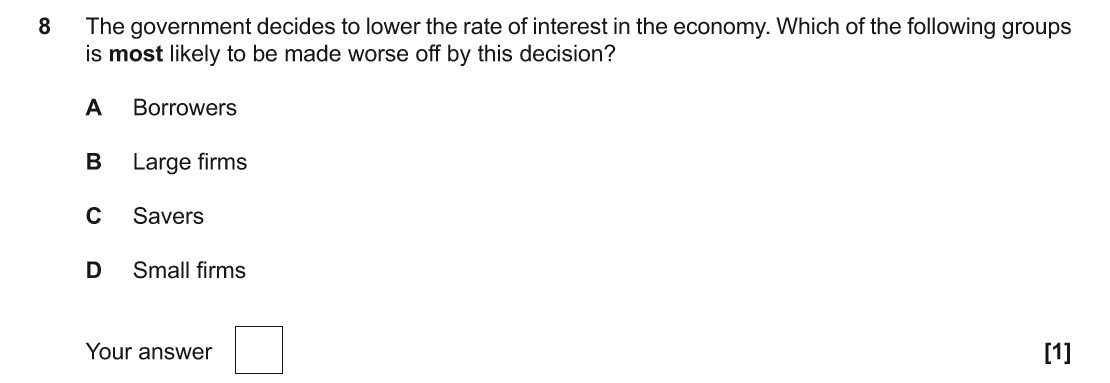 8 The government decides to lower the rate of interest in the economy. Which of the following groups
is most likely to be made worse off by this decision?
A Borrowers
B Large firms
C Savers
D Small firms
Your answer [1]